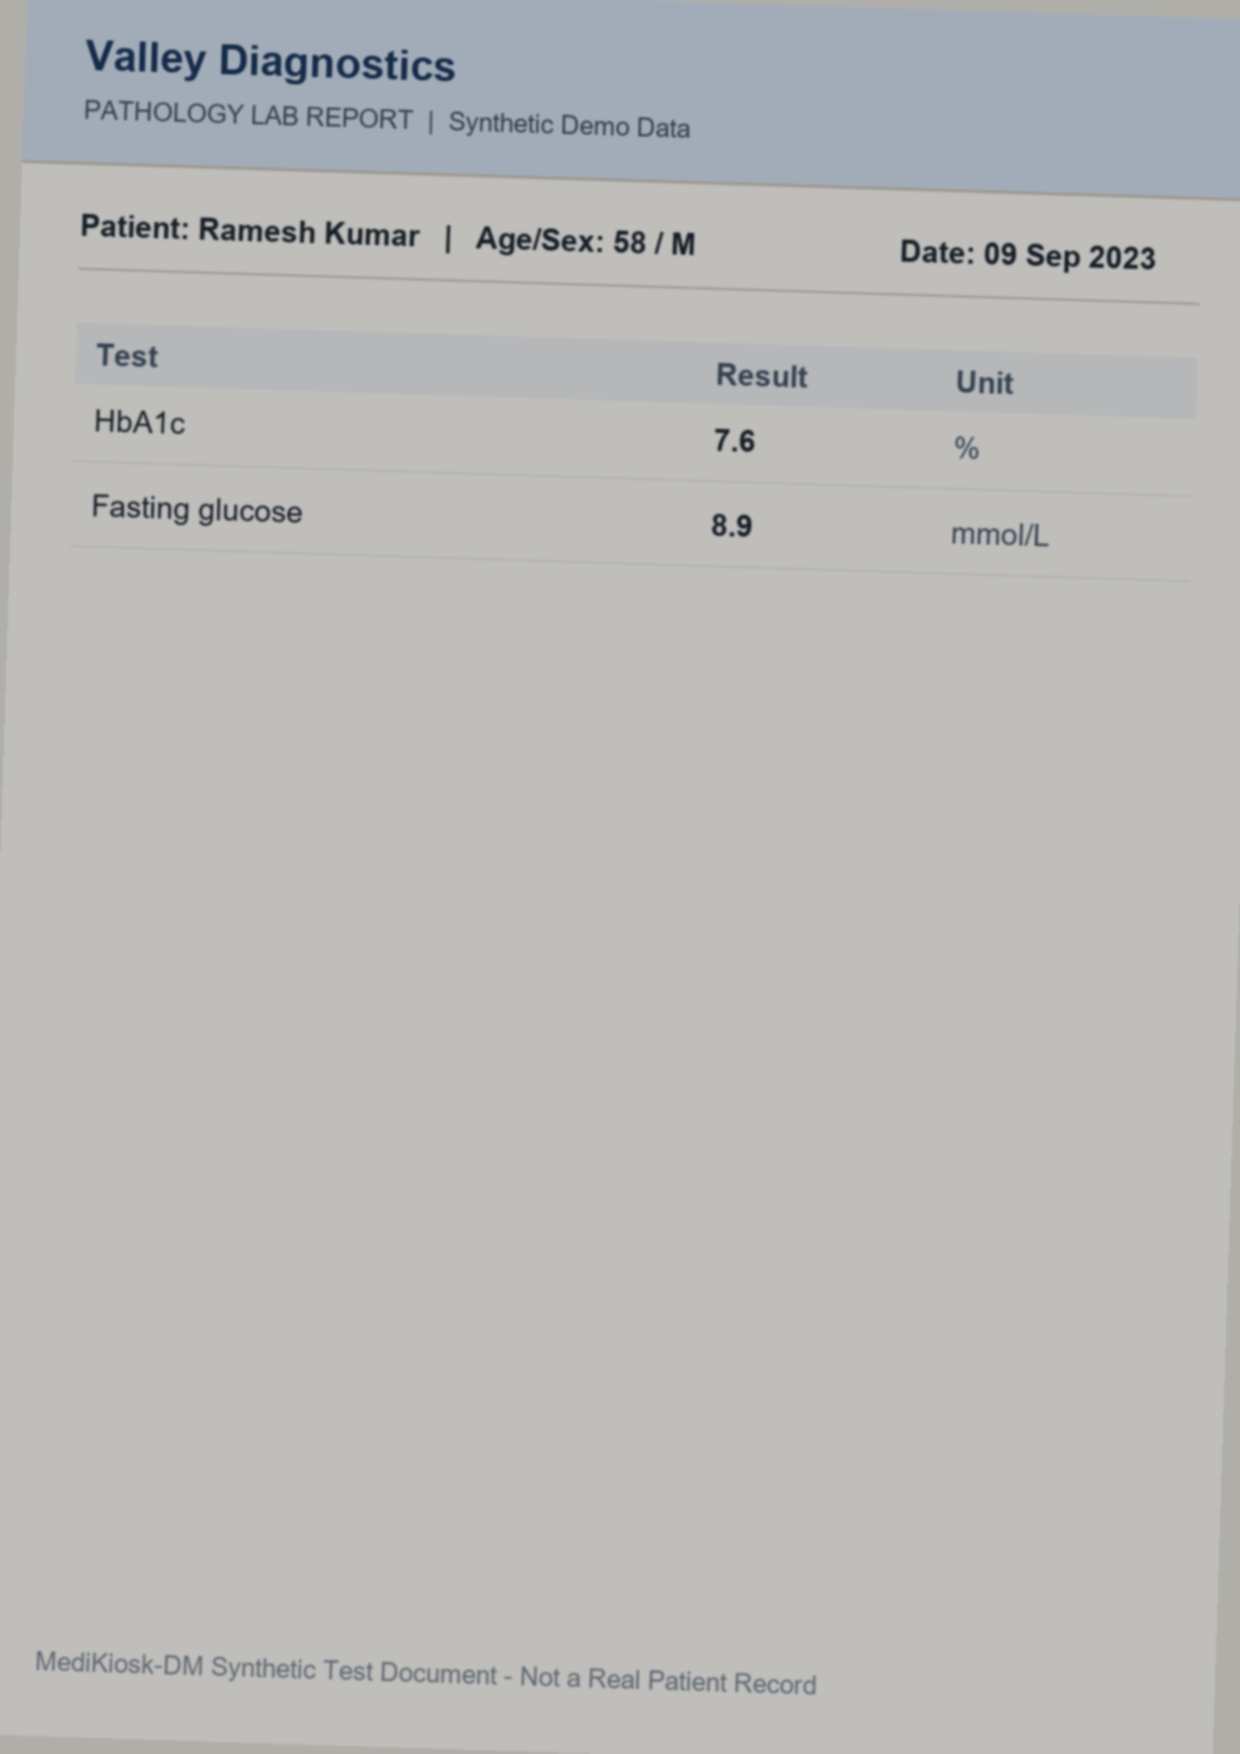 Valley Diagnostics
PATHOLOGY LAB REPORT | Synthetic Demo Data
Patient: Ramesh Kumar | Age/Sex: 58 / M Date: 09 Sep 2023
Test Result Unit
HbA1c 7.6 %
Fasting glucose 8.9 mmol/L
MediKiosk-DM Synthetic Test Document - Not a Real Patient Record